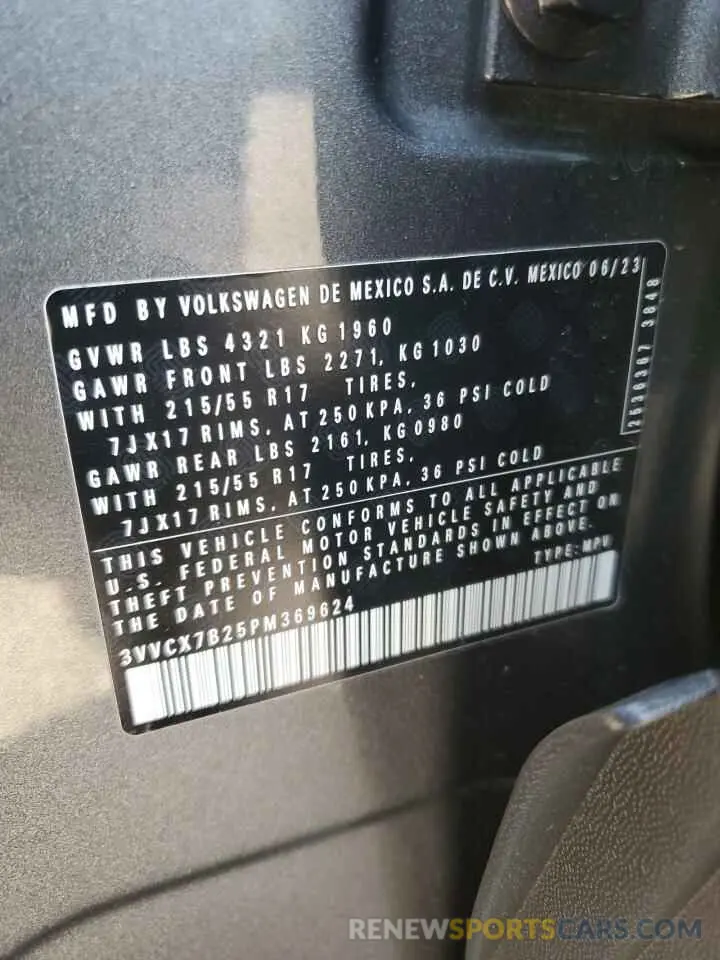 MFD BY VOLKSWAGEN DE MEXICO S.A. DE C.V. MEXICO 06/23
GVWR LBS 4321 KG 1960
GAWR FRONT LBS 2271, KG 1030
WITH 215/55 R17 TIRES,
7JX17 RIMS, AT 250 KPA, 36 PSI COLD
GAWR REAR LBS 2161, KG 0980
WITH 215/55 R17 TIRES,
7JX17 RIMS, AT 250 KPA, 36 PSI COLD
2536367 3848
THIS VEHICLE CONFORMS TO ALL APPLICABLE
U.S. FEDERAL MOTOR VEHICLE SAFETY AND
THEFT PREVENTION STANDARDS IN EFFECT ON
THE DATE OF MANUFACTURE SHOWN ABOVE.
TYPE: MPV
3VVCX7B25PM369624
RENEWSPORTSCARS.COM